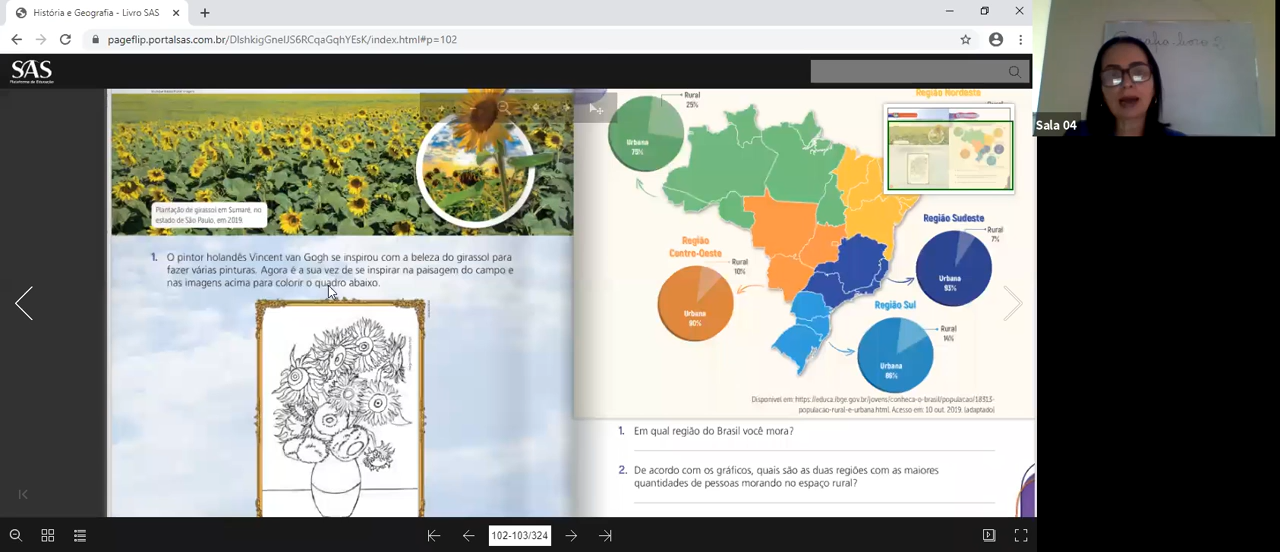 História e Geografia - Livro SAS
pageflip.portalsas.com.br/DIshkigGneIJS6RCqaGqhYEsK/index.html#p=102
SAS
Plataforma de Educação
Sala 04
Plantação de girassol em Sumaré, no
estado de São Paulo, em 2019.
1. O pintor holandês Vincent van Gogh se inspirou com a beleza do girassol para
fazer várias pinturas. Agora é a sua vez de se inspirar na paisagem do campo e
nas imagens acima para colorir o quadro abaixo.
Rural
25%
Urbana
75%
Região Nordeste
Rural
Região Sudeste
Rural
7%
Urbana
93%
Região
Centro-Oeste
Rural
10%
Urbana
90%
Região Sul
Rural
14%
Urbana
86%
Disponível em: https://educa.ibge.gov.br/jovens/conheca-o-brasil/populacao/18313-
populacao-rural-e-urbana.html. Acesso em: 10 out. 2019. (adaptado)
1. Em qual região do Brasil você mora?
2. De acordo com os gráficos, quais são as duas regiões com as maiores
quantidades de pessoas morando no espaço rural?
102-103/324